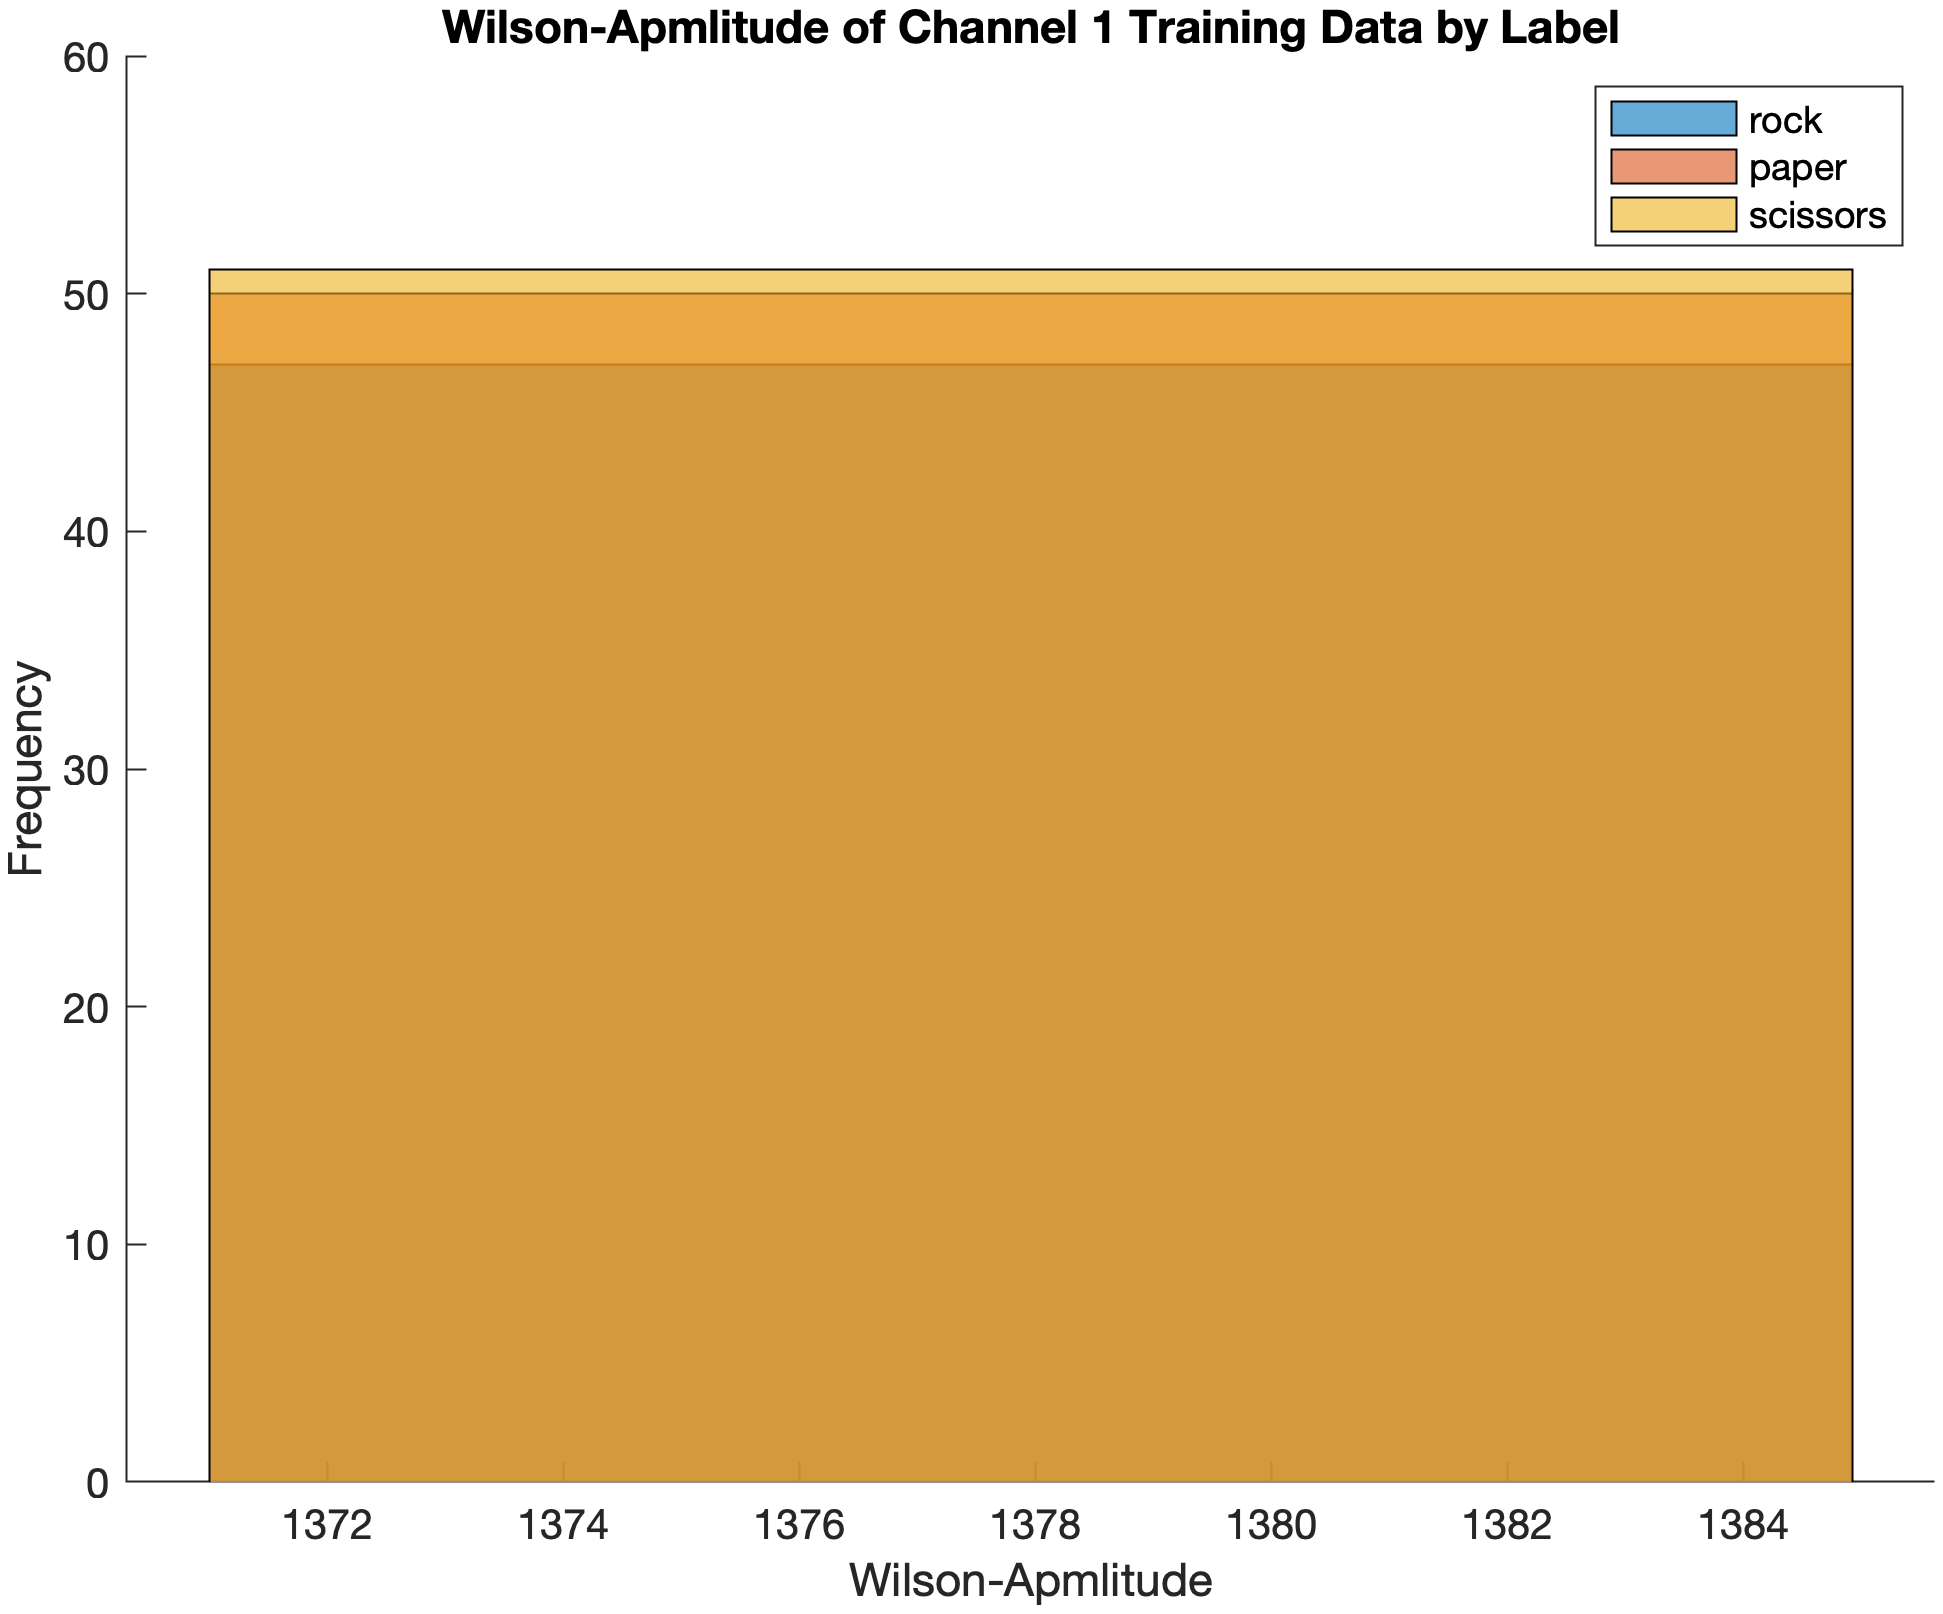 Wilson-Apmlitude of Channel 1 Training Data by Label
60
50
40
30
20
10
0
rock
paper
scissors
Frequency
1372 1374 1376 1378 1380 1382 1384
Wilson-Apmlitude